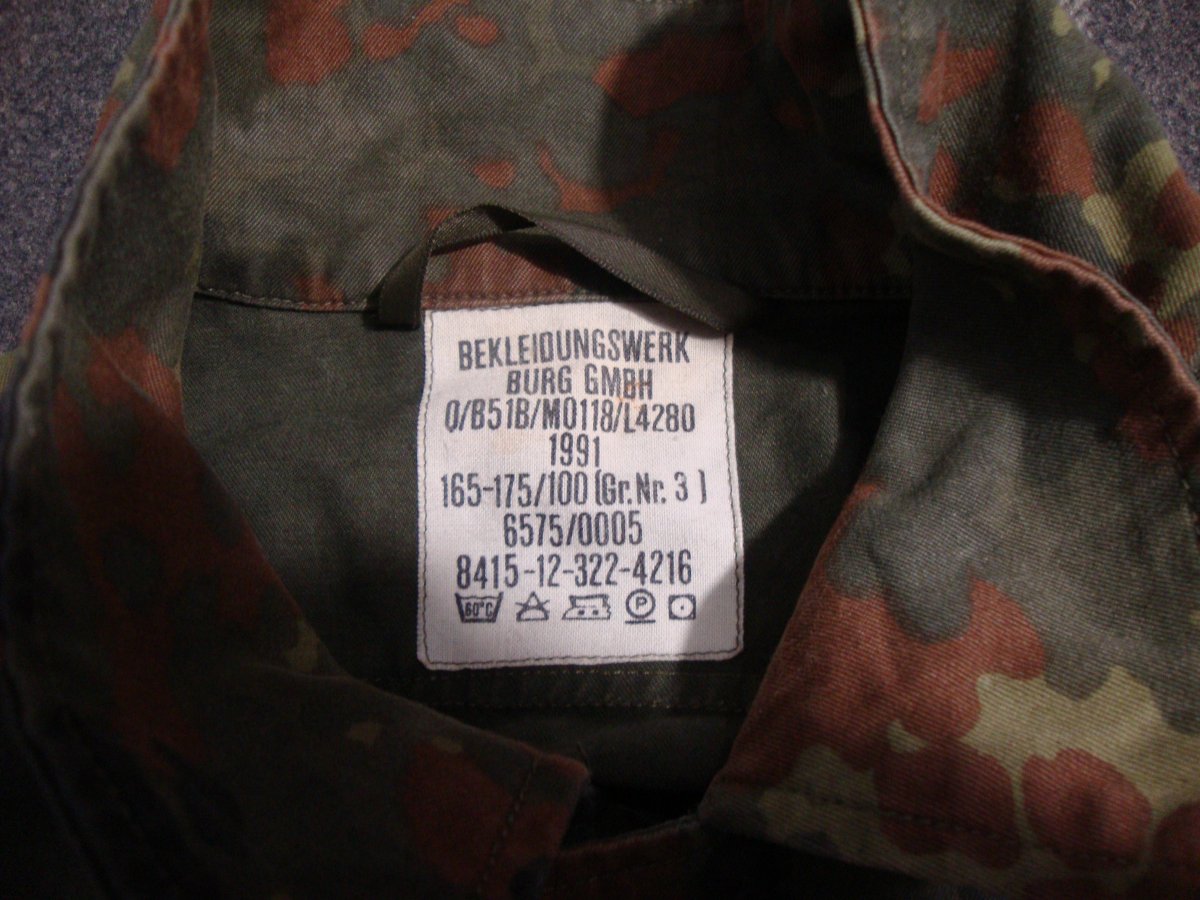 BEKLEIDUNGSWERK
BURG GMBH
Q/B51B/M0118/L4280
1991
165-175/100 (Gr.Nr. 3 )
6575/0005
8415-12-322-4216
60°C P